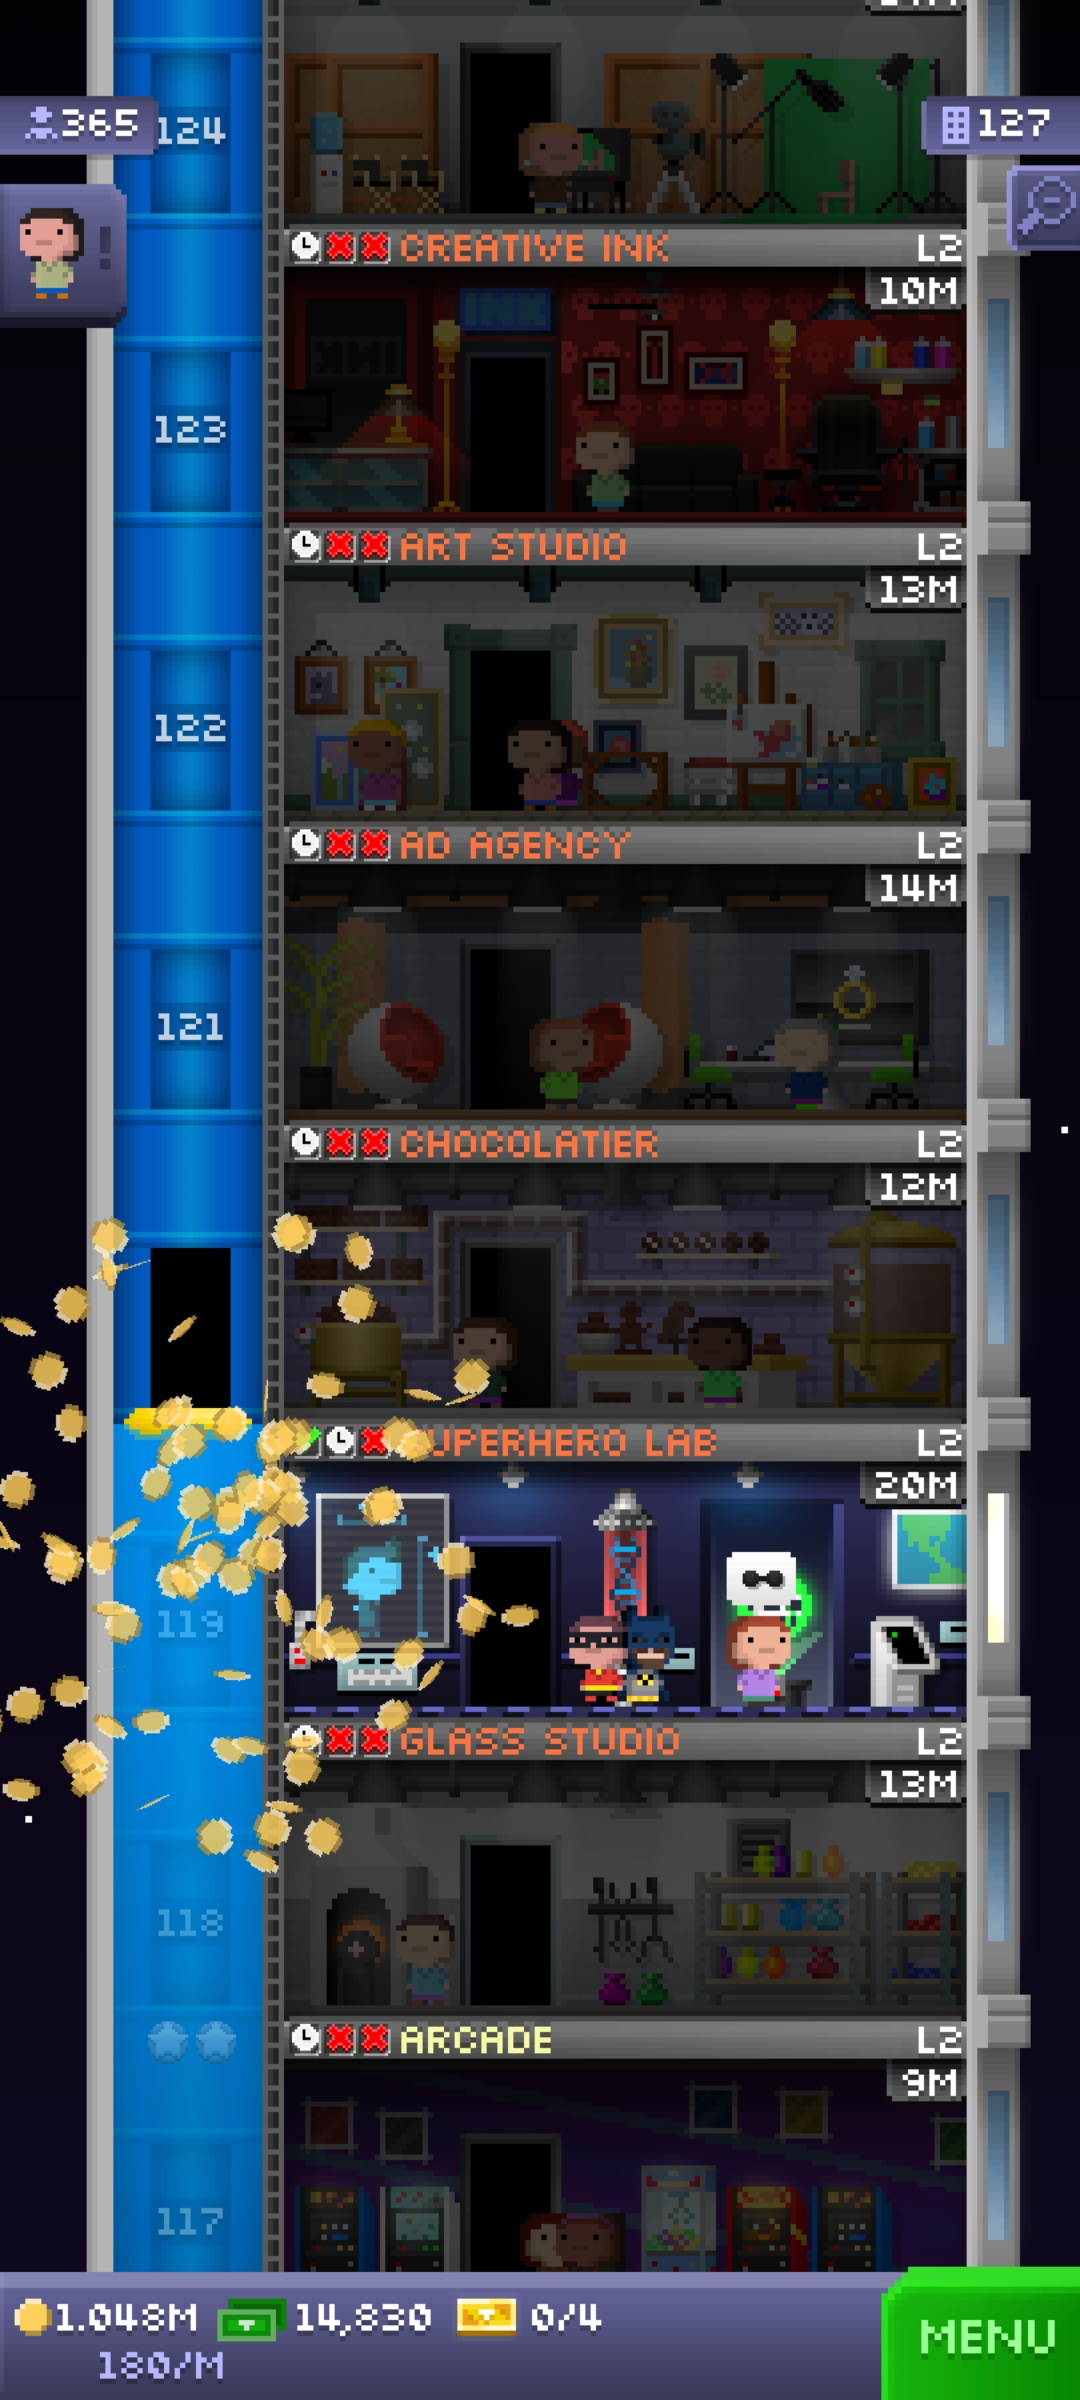 365
124
127
CREATIVE INK L2
10M
INK
123
ART STUDIO L2
13M
122
AD AGENCY L2
14M
121
CHOCOLATIER L2
12M
UPERHERO LAB L2
20M
119
GLASS STUDIO L2
13M
118
ARCADE L2
9M
117
1.048M 14,830 0/4
180/M
MENU